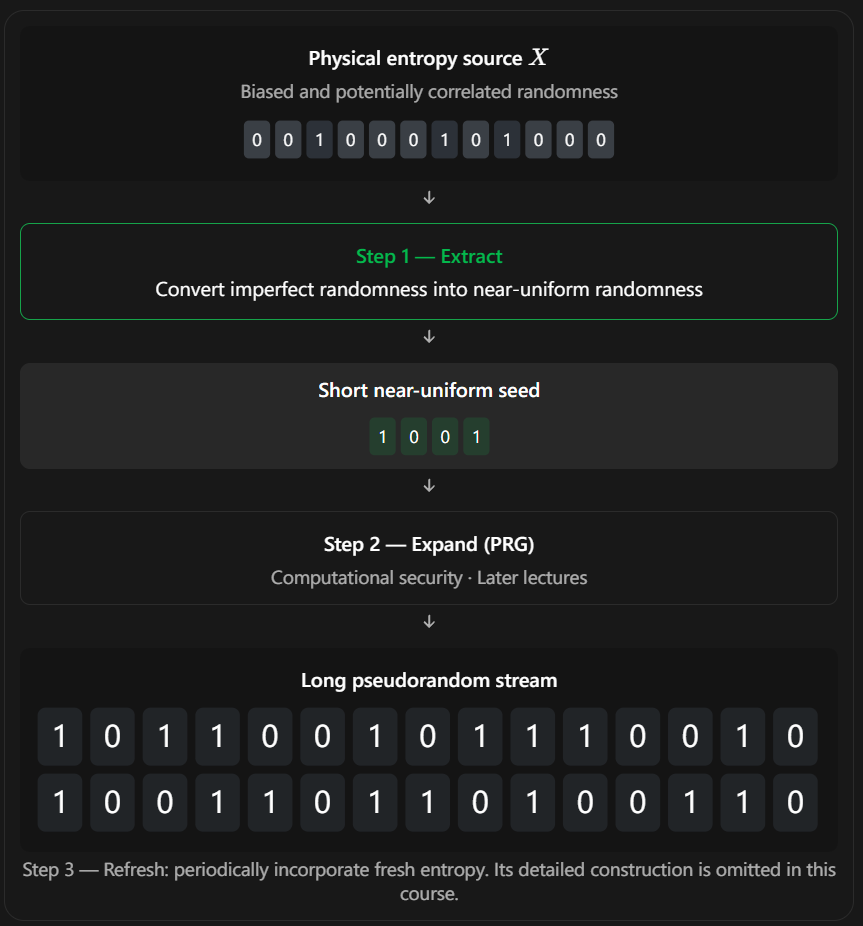 Physical entropy source X
Biased and potentially correlated randomness
0 0 1 0 0 0 1 0 1 0 0 0
↓
Step 1 — Extract
Convert imperfect randomness into near-uniform randomness
↓
Short near-uniform seed
1 0 0 1
↓
Step 2 — Expand (PRG)
Computational security · Later lectures
↓
Long pseudorandom stream
1 0 1 1 0 0 1 0 1 1 1 0 0 1 0
1 0 0 1 1 0 1 1 0 1 0 0 1 1 0
Step 3 — Refresh: periodically incorporate fresh entropy. Its detailed construction is omitted in this
course.